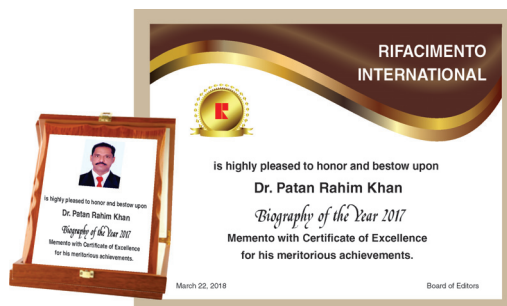 RIFACIMENTO
INTERNATIONAL
R
is highly pleased to honor and bestow upon
Dr. Patan Rahim Khan
Biography of the Year 2017
Memento with Certificate of Excellence
for his meritorious achievements.
March 22, 2018 Board of Editors
is highly pleased to honor and bestow upon
Dr. Patan Rahim Khan
Biography of the Year 2017
Memento with Certificate of Excellence
for his meritorious achievements.